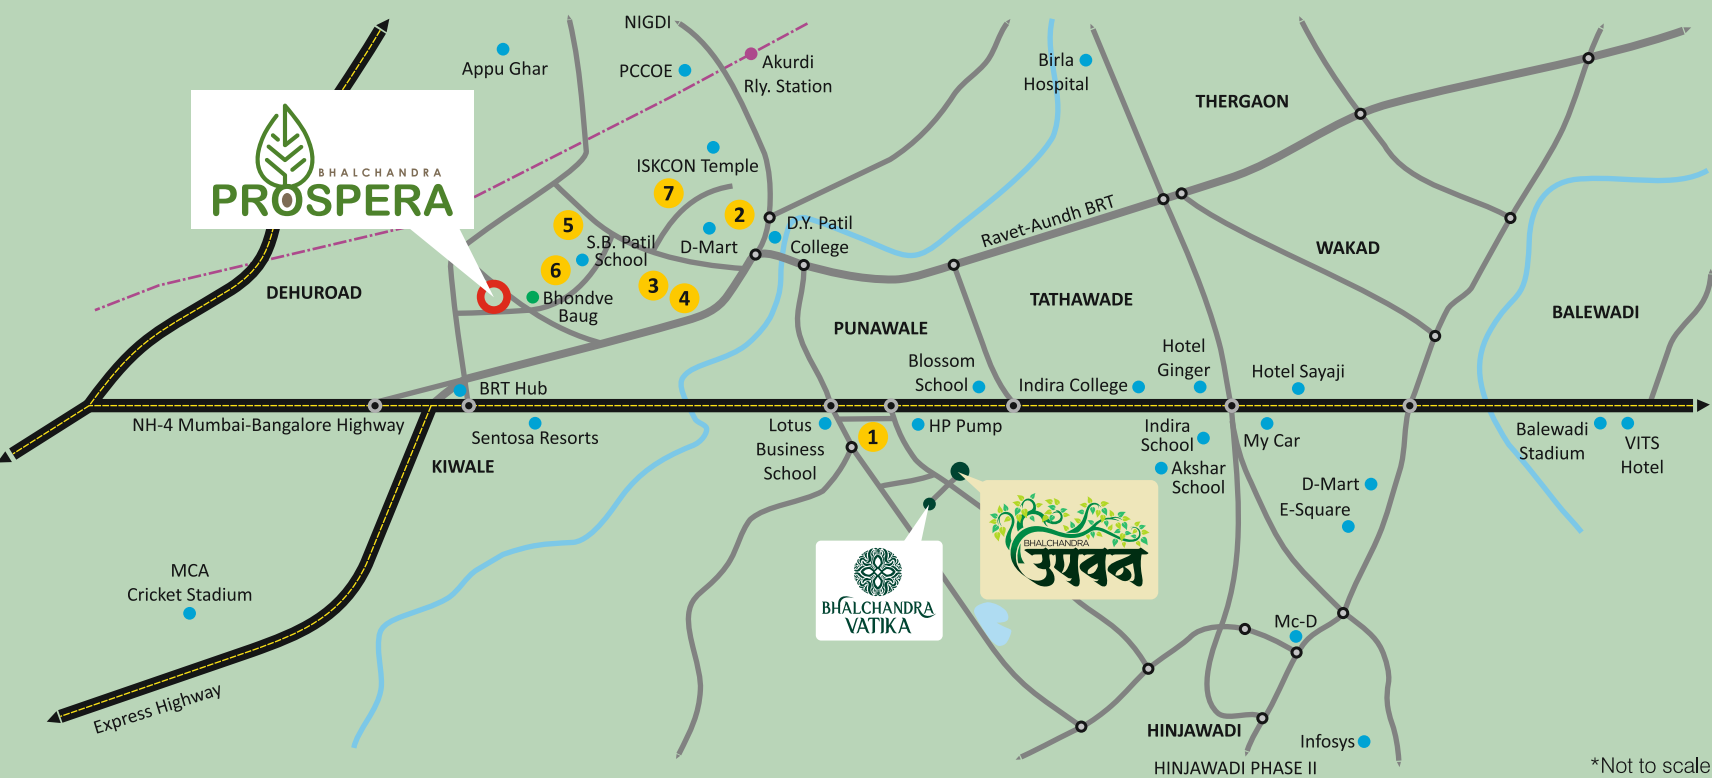 NIGDI
Appu Ghar
PCCOE
Akurdi
Rly. Station
Birla
Hospital
THERGAON
BHALCHANDRA
PROSPERA
ISKCON Temple
7
2
5
D-Mart
D.Y. Patil
College
S.B. Patil
School
6
3
4
Bhondve
Baug
DEHUROAD
Ravet-Aundh BRT
WAKAD
TATHAWADE
BALEWADI
PUNAWALE
Blossom
School
Indira College
Hotel
Ginger
Hotel Sayaji
BRT Hub
NH-4 Mumbai-Bangalore Highway
Sentosa Resorts
KIWALE
Lotus
Business
School
1
HP Pump
Indira
School
My Car
Akshar
School
Balewadi
Stadium
VITS
Hotel
D-Mart
E-Square
BHALCHANDRA
उपवन
BHALCHANDRA
VATIKA
MCA
Cricket Stadium
Express Highway
Mc-D
HINJAWADI
Infosys
HINJAWADI PHASE II
*Not to scale